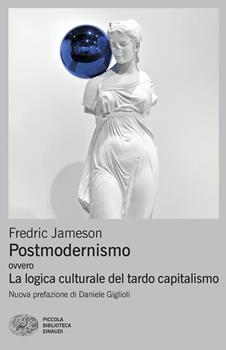 Fredric Jameson
Postmodernismo
ovvero
La logica culturale del tardo capitalismo
Nuova prefazione di Daniele Giglioli
PICCOLA
BIBLIOTECA
EINAUDI